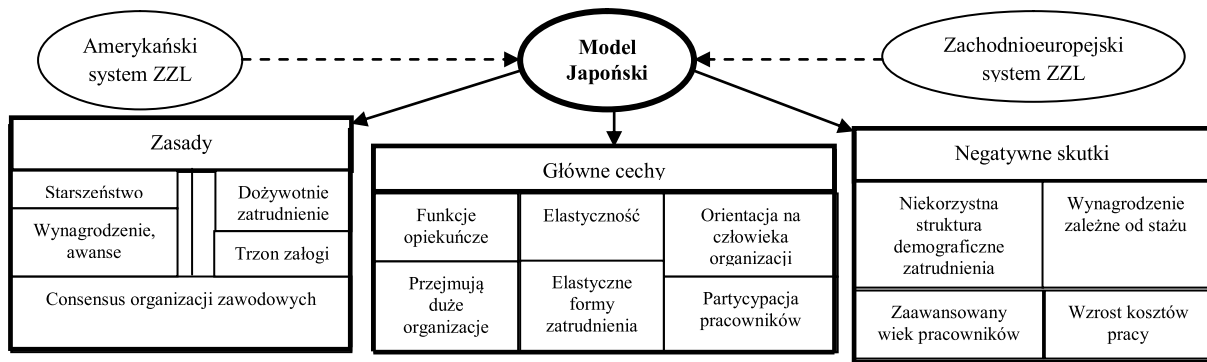 Amerykański
system ZZL
Model
Japoński
Zachodnioeuropejski
system ZZL
Zasady
Starszeństwo
Wynagrodzenie,
awanse
Dożywotnie
zatrudnienie
Trzon załogi
Consensus organizacji zawodowych
Główne cechy
Funkcje
opiekuńcze
Przejmują
duże
organizacje
Elastyczność
Elastyczne
formy
zatrudnienia
Orientacja na
człowieka
organizacji
Partycypacja
pracowników
Negatywne skutki
Niekorzystna
struktura
demograficzne
zatrudnienia
Wynagrodzenie
zależne od stażu
Zaawansowany
wiek pracowników
Wzrost kosztów
pracy